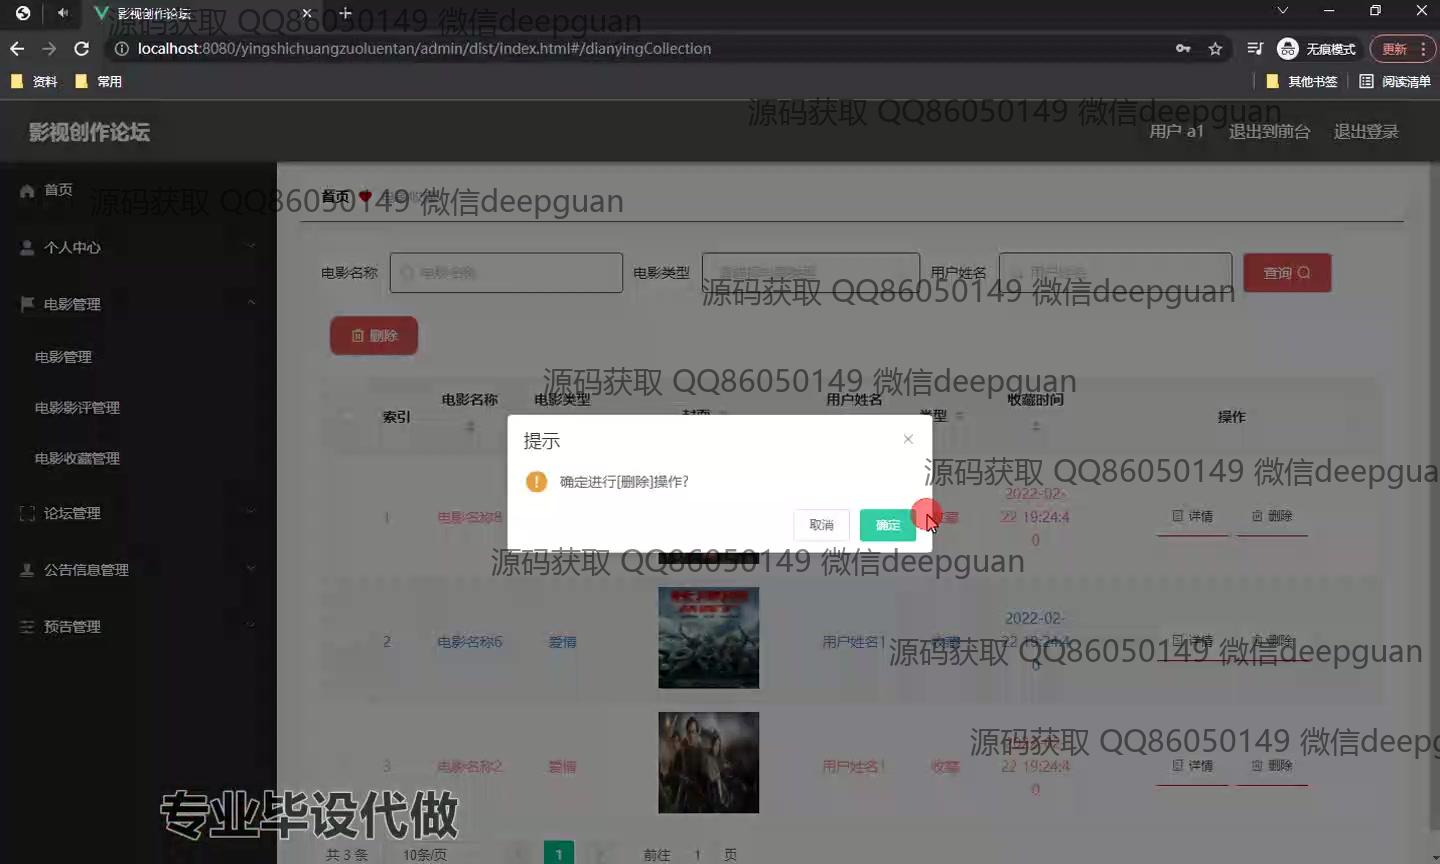 影视创作论坛
localhost:8080/yingshichuangzuoluentan/admin/dist/index.html#/dianyingCollection
无痕模式
更新
资料
常用
其他书签
阅读清单
源码获取 QQ86050149 微信deepguan
源码获取 QQ86050149 微信deepguan
影视创作论坛
用户 a1
退出到前台
退出登录
首页
个人中心
电影管理
电影管理
电影影评管理
电影收藏管理
论坛管理
公告信息管理
预告管理
源码获取 QQ86050149 微信deepguan
首页
电影名称
电影名称
电影类型
用户姓名
用户姓名
查询
源码获取 QQ86050149 微信deepguan
删除
源码获取 QQ86050149 微信deepguan
索引
电影名称
电影类型
封面
用户姓名
类型
收藏时间
操作
提示
确定进行[删除]操作?
取消
确定
源码获取 QQ86050149 微信deepgua
1
电影名称8
收藏
2022-02-
22 19:24:4
0
详情
删除
源码获取 QQ86050149 微信deepguan
2
电影名称6
爱情
用户姓名1
收藏
2022-02-
22 19:24:4
0
详情
删除
源码获取 QQ86050149 微信deepguan
3
电影名称2
爱情
用户姓名1
收藏
22 19:24:4
0
详情
删除
源码获取 QQ86050149 微信deepg
专业毕设代做
共 3 条
10条/页
1
前往
1
页